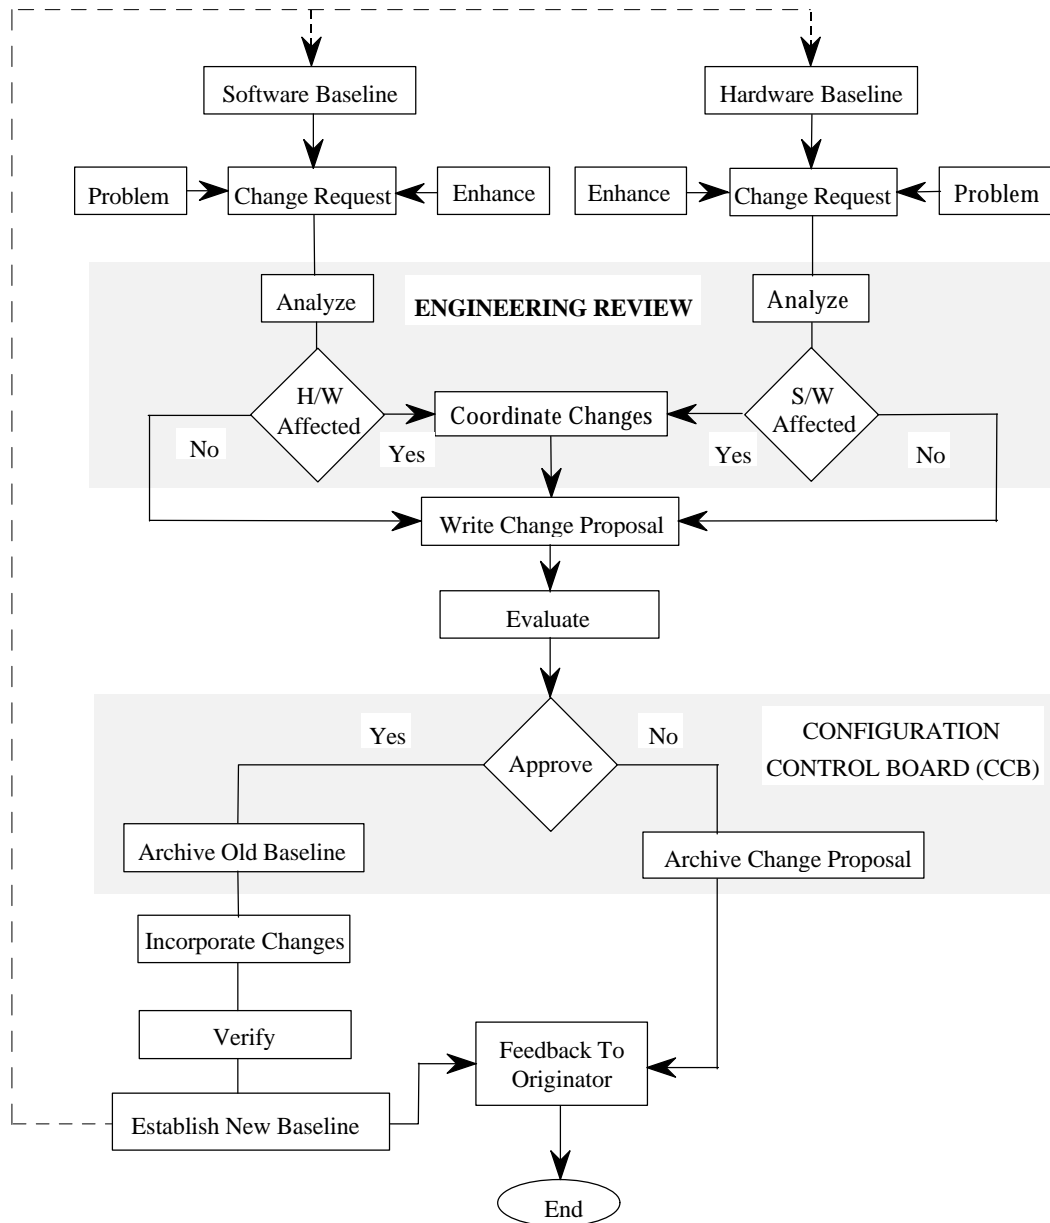 Software Baseline
Hardware Baseline
Problem
Change Request
Enhance
Enhance
Change Request
Problem
Analyze
ENGINEERING REVIEW
Analyze
H/W
Affected
Coordinate Changes
S/W
Affected
No
Yes
Yes
No
Write Change Proposal
Evaluate
Yes
No
CONFIGURATION
CONTROL BOARD (CCB)
Approve
Archive Old Baseline
Archive Change Proposal
Incorporate Changes
Verify
Feedback To
Originator
Establish New Baseline
End